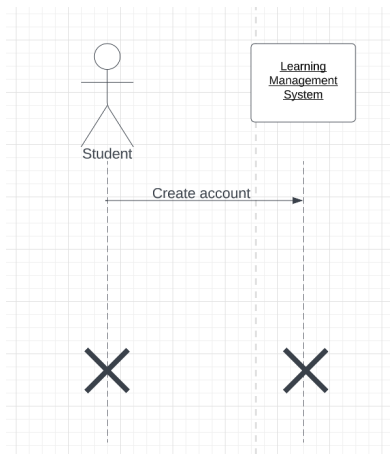 Learning
Management
System
Student
Create account